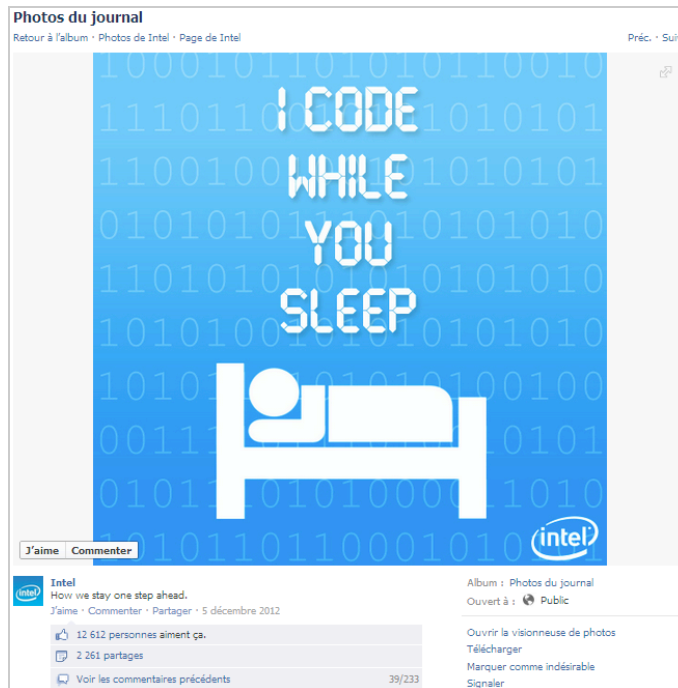 Photos du journal
Retour à l'album · Photos de Intel · Page de Intel
Préc. ·
I CODE
WHILE
YOU
SLEEP
intel
J'aime Commenter
intel
Intel
How we stay one step ahead.
J'aime · Commenter · Partager · 5 décembre 2012
12 612 personnes aiment ça.
2 261 partages
Voir les commentaires précédents 39/233
Album : Photos du journal
Ouvert à : Public
Ouvrir la visionneuse de photos
Télécharger
Marquer comme indésirable
Signaler